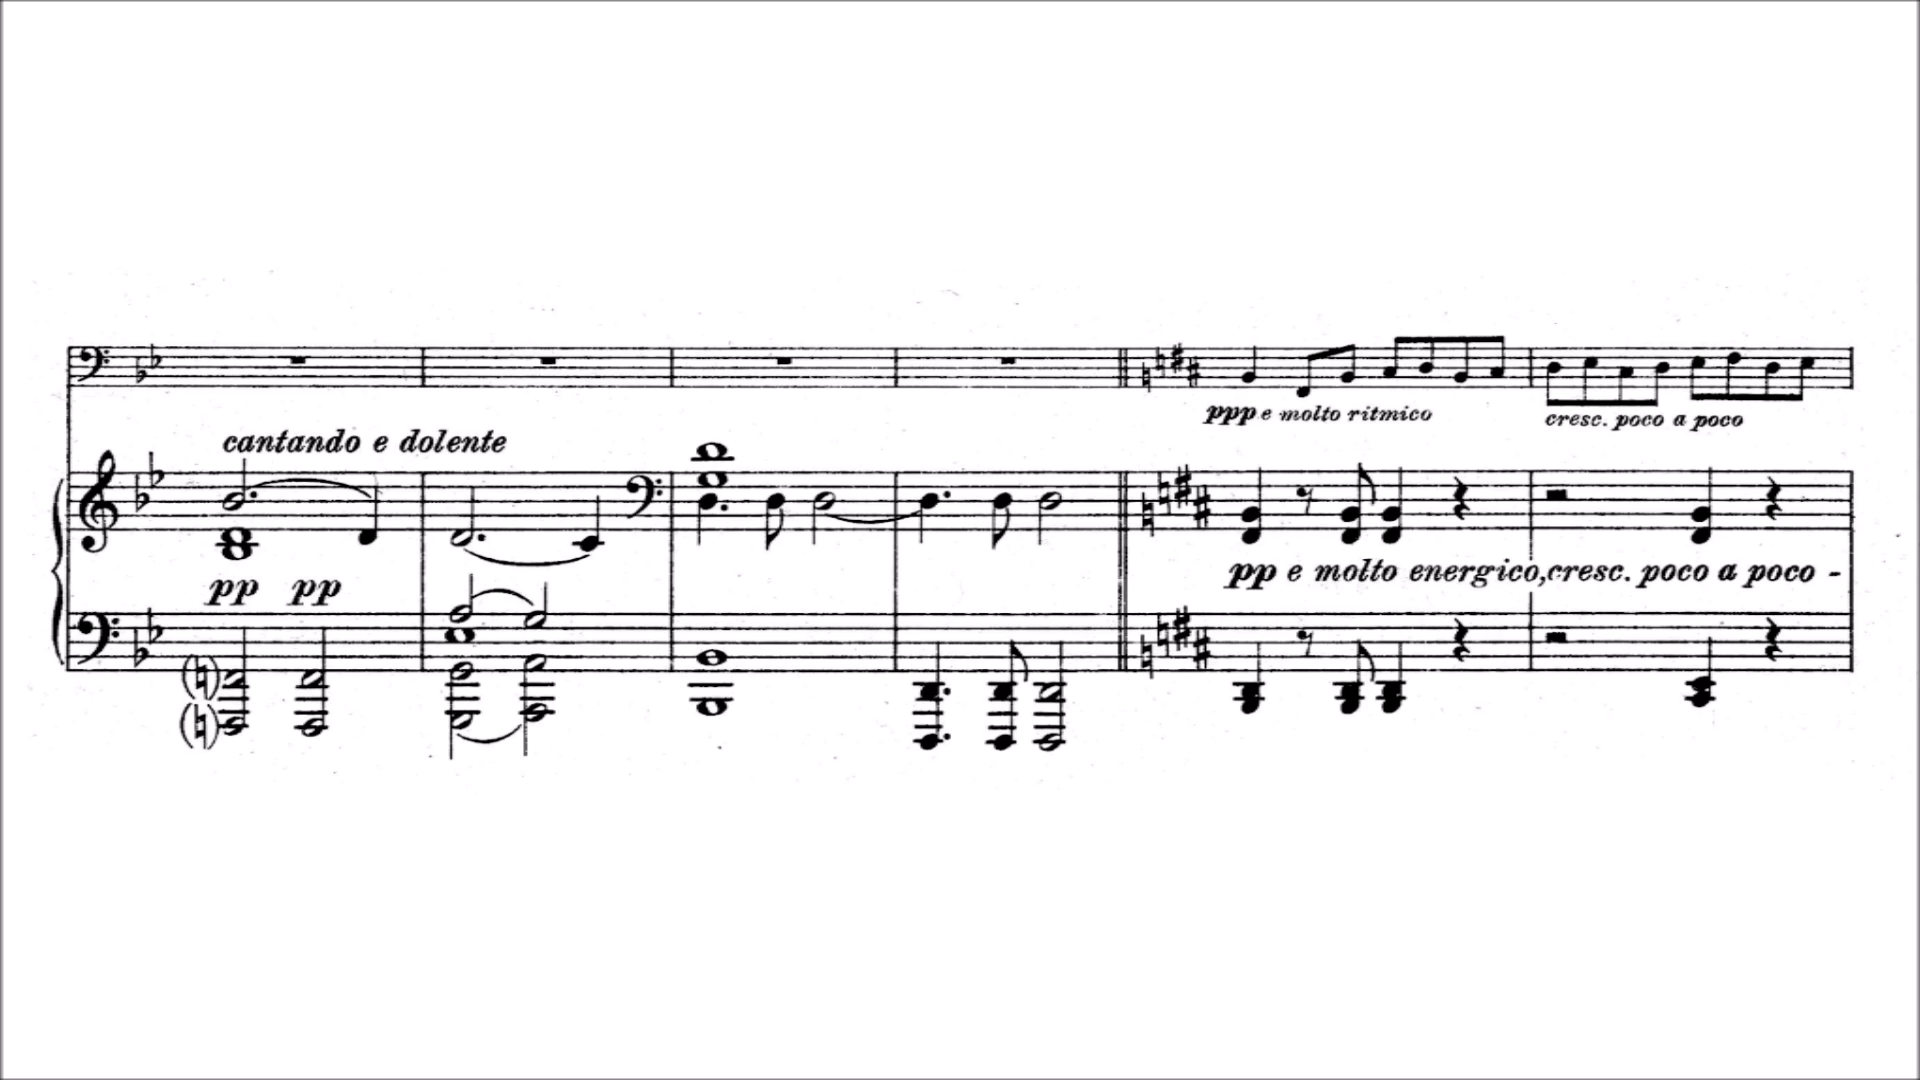 ppp e molto ritmico
cresc. poco a poco
cantando e dolente
pp pp
pp e molto energico, cresc. poco a poco -